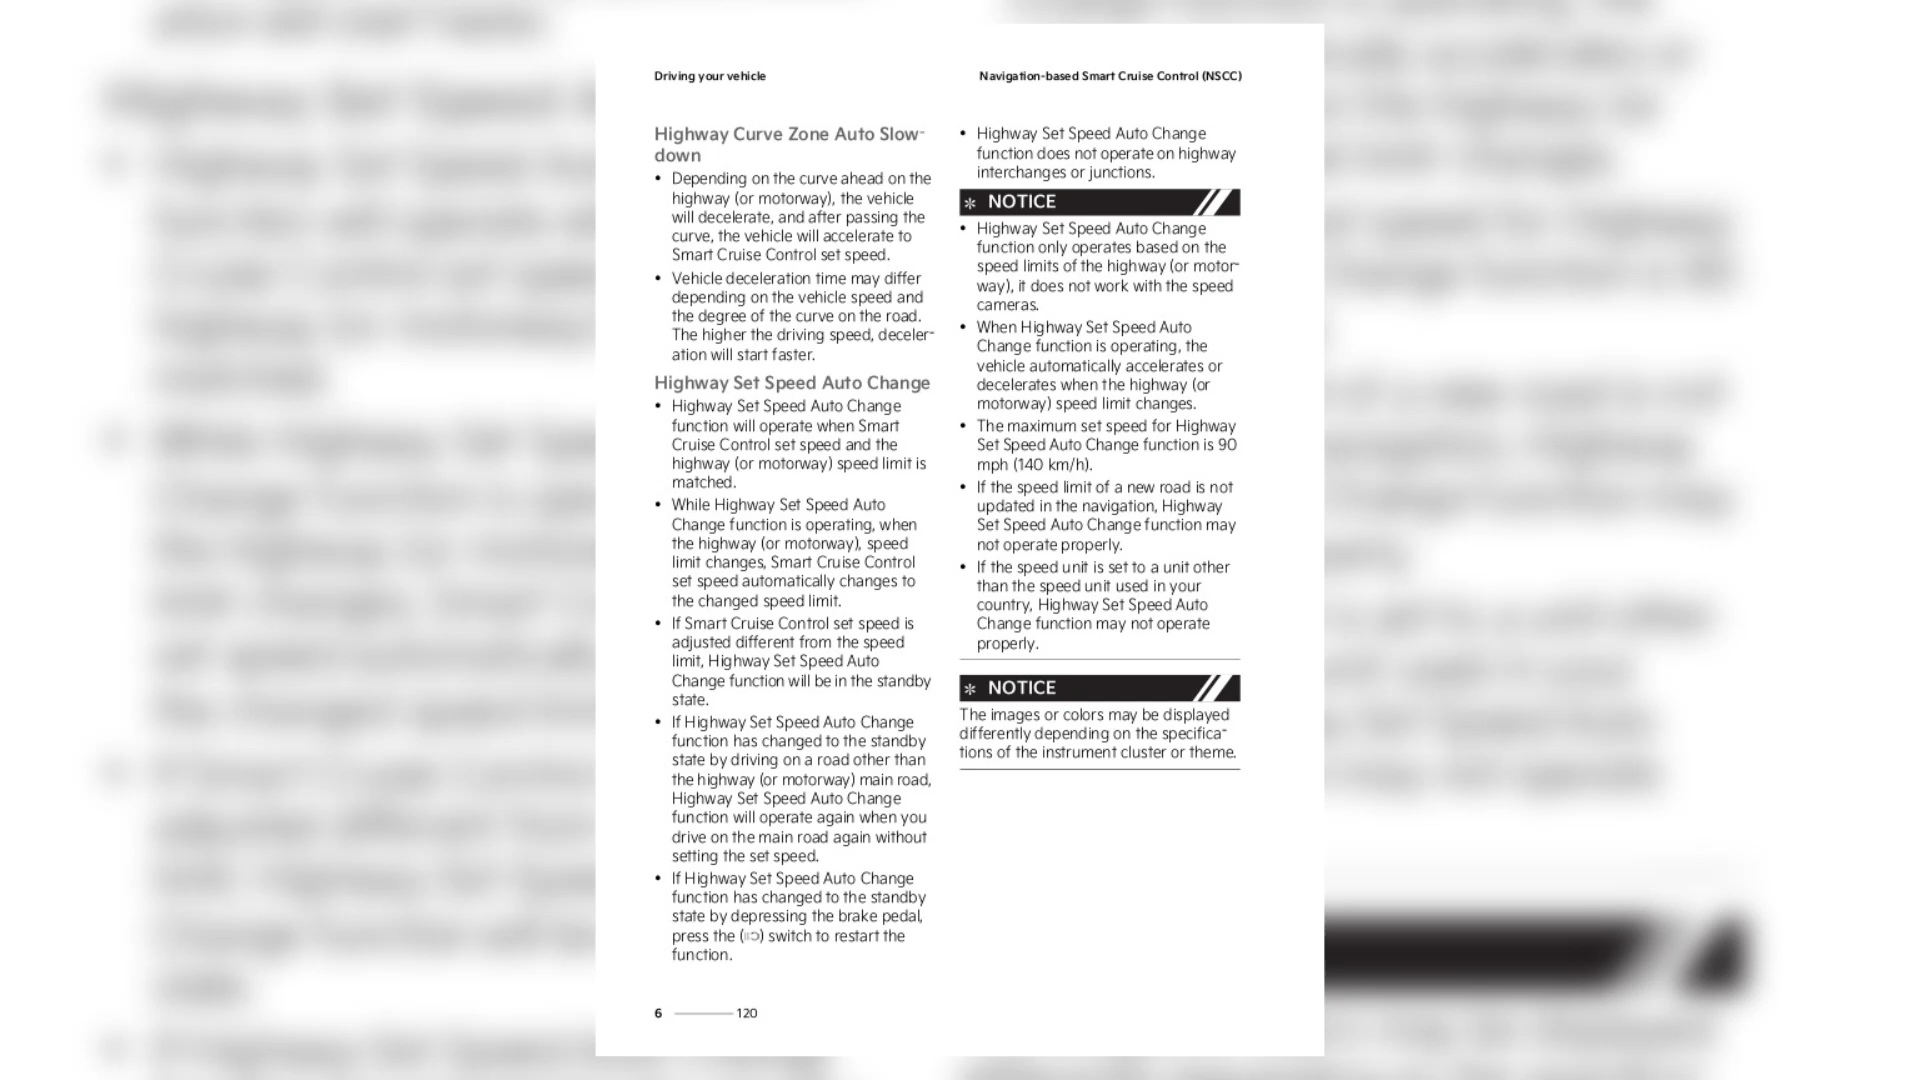 Driving your vehicle
Navigation-based Smart Cruise Control (NSCC)
Highway Curve Zone Auto Slow-
down
• Depending on the curve ahead on the
highway (or motorway), the vehicle
will decelerate, and after passing the
curve, the vehicle will accelerate to
Smart Cruise Control set speed.
• Vehicle deceleration time may differ
depending on the vehicle speed and
the degree of the curve on the road.
The higher the driving speed, deceler-
ation will start faster.
Highway Set Speed Auto Change
• Highway Set Speed Auto Change
function will operate when Smart
Cruise Control set speed and the
highway (or motorway) speed limit is
matched.
• While Highway Set Speed Auto
Change function is operating, when
the highway (or motorway), speed
limit changes, Smart Cruise Control
set speed automatically changes to
the changed speed limit.
• If Smart Cruise Control set speed is
adjusted different from the speed
limit, Highway Set Speed Auto
Change function will be in the standby
state.
• If Highway Set Speed Auto Change
function has changed to the standby
state by driving on a road other than
the highway (or motorway) main road,
Highway Set Speed Auto Change
function will operate again when you
drive on the main road again without
setting the set speed.
• If Highway Set Speed Auto Change
function has changed to the standby
state by depressing the brake pedal,
press the () switch to restart the
function.
• Highway Set Speed Auto Change
function does not operate on highway
interchanges or junctions.
* NOTICE
• Highway Set Speed Auto Change
function only operates based on the
speed limits of the highway (or motor-
way), it does not work with the speed
cameras.
• When Highway Set Speed Auto
Change function is operating, the
vehicle automatically accelerates or
decelerates when the highway (or
motorway) speed limit changes.
• The maximum set speed for Highway
Set Speed Auto Change function is 90
mph (140 km/h).
• If the speed limit of a new road is not
updated in the navigation, Highway
Set Speed Auto Change function may
not operate properly.
• If the speed unit is set to a unit other
than the speed unit used in your
country, Highway Set Speed Auto
Change function may not operate
properly.
* NOTICE
The images or colors may be displayed
differently depending on the specifica-
tions of the instrument cluster or theme.
6 120